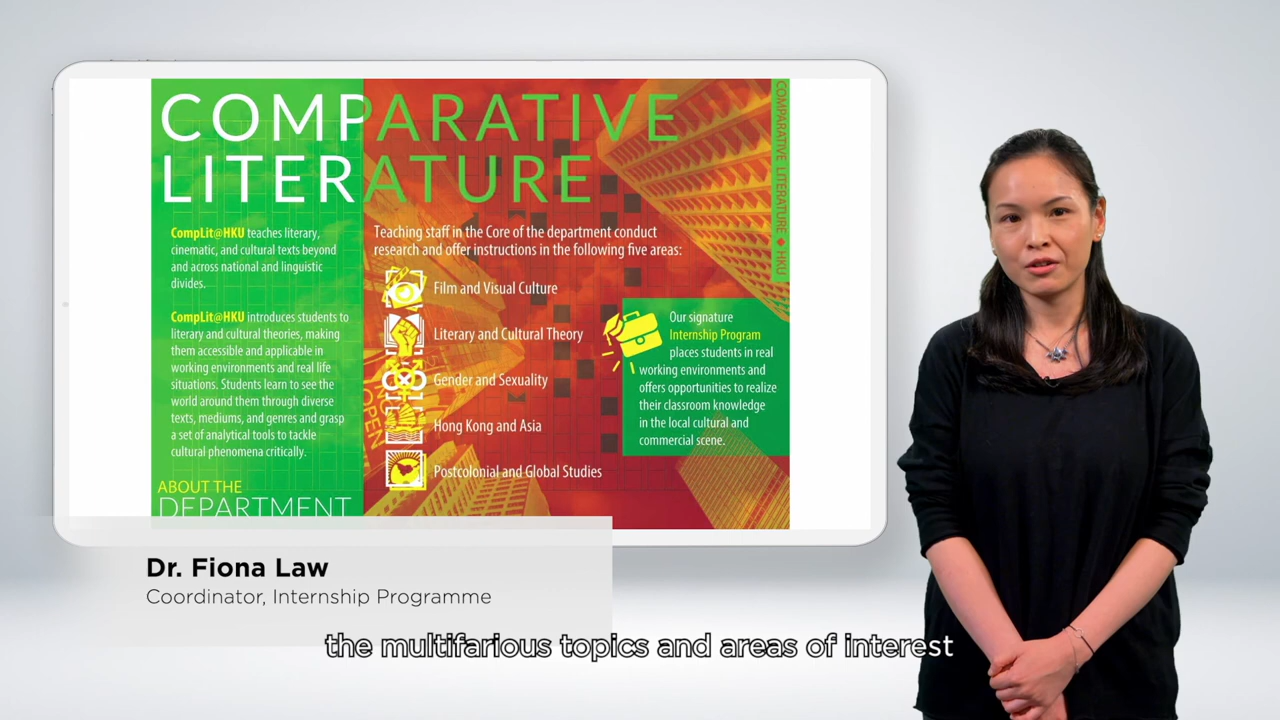 COMPARATIVE
LITERATURE
COMPARATIVE LITERATURE ◆ HKU
CompLit@HKU teaches literary,
cinematic, and cultural texts beyond
and across national and linguistic
divides.
CompLit@HKU introduces students to
literary and cultural theories, making
them accessible and applicable in
working environments and real life
situations. Students learn to see the
world around them through diverse
texts, mediums, and genres and grasp
a set of analytical tools to tackle
cultural phenomena critically.
ABOUT THE
DEPARTMENT
Teaching staff in the Core of the department conduct
research and offer instructions in the following five areas:
Film and Visual Culture
Literary and Cultural Theory
Gender and Sexuality
Hong Kong and Asia
Postcolonial and Global Studies
Our signature
Internship Program
places students in real
working environments and
offers opportunities to realize
their classroom knowledge
in the local cultural and
commercial scene.
OPEN
Dr. Fiona Law
Coordinator, Internship Programme
the multifarious topics and areas of interest